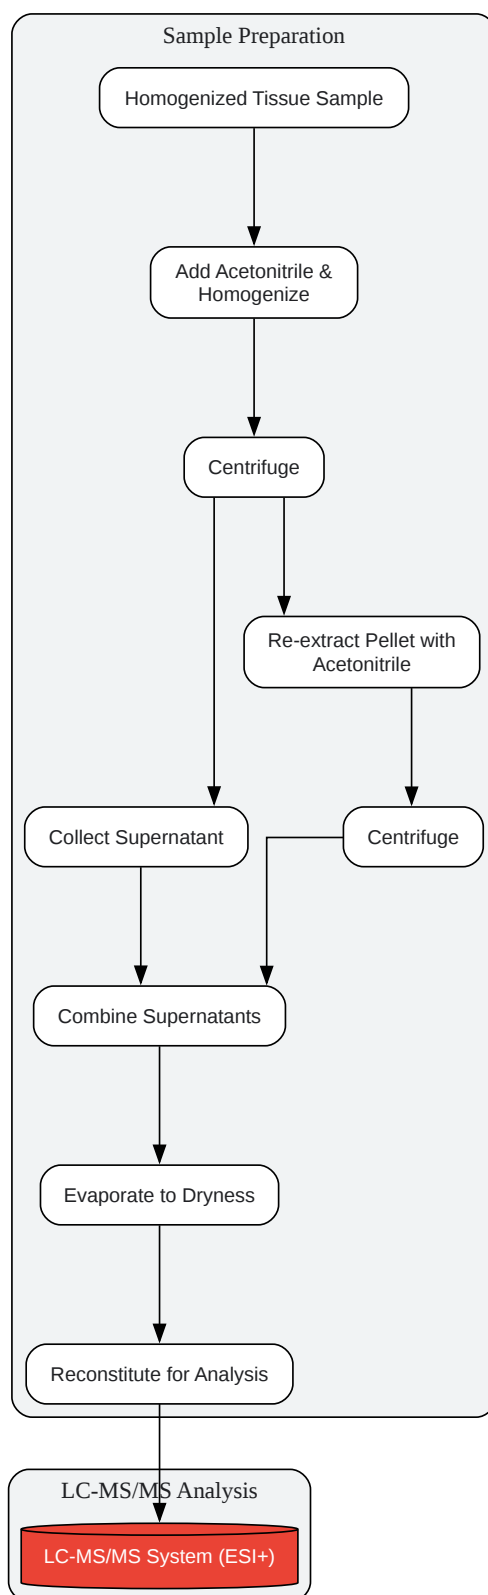 Sample Preparation
Homogenized Tissue Sample
Add Acetonitrile &
Homogenize
Centrifuge
Re-extract Pellet with
Acetonitrile
Collect Supernatant
Centrifuge
Combine Supernatants
Evaporate to Dryness
Reconstitute for Analysis
LC-MS/MS Analysis
LC-MS/MS System (ESI+)